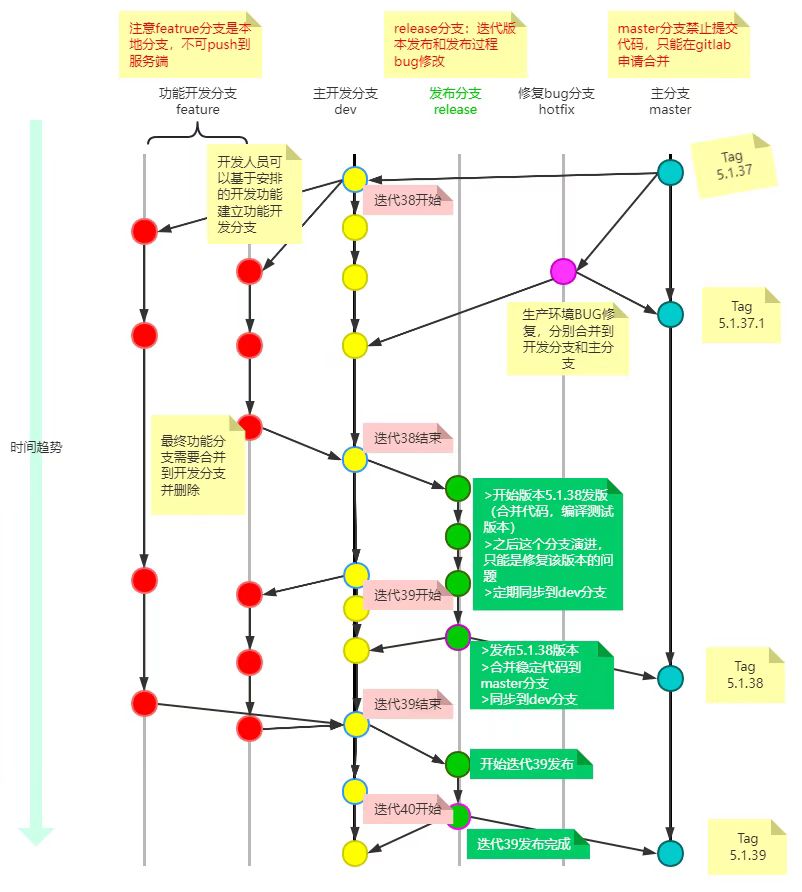 注意featrue分支是本
地分支，不可push到
服务端
release分支：迭代版
本发布和发布过程
bug修改
master分支禁止提交
代码，只能在gitlab
申请合并
功能开发分支
feature
主开发分支
dev
发布分支
release
修复bug分支
hotfix
主分支
master
开发人员可
以基于安排
的开发功能
建立功能开
发分支
Tag
5.1.37
迭代38开始
生产环境BUG修
复，分别合并到
开发分支和主分
支
Tag
5.1.37.1
时间趋势
最终功能分
支需要合并
到开发分支
并删除
迭代38结束
>开始版本5.1.38发版
（合并代码，编译测试
版本）
>之后这个分支演进，
只能是修复该版本的问
题
>定期同步到dev分支
迭代39开始
>发布5.1.38版本
>合并稳定代码到
master分支
>同步到dev分支
Tag
5.1.38
迭代39结束
开始迭代39发布
迭代40开始
迭代39发布完成
Tag
5.1.39